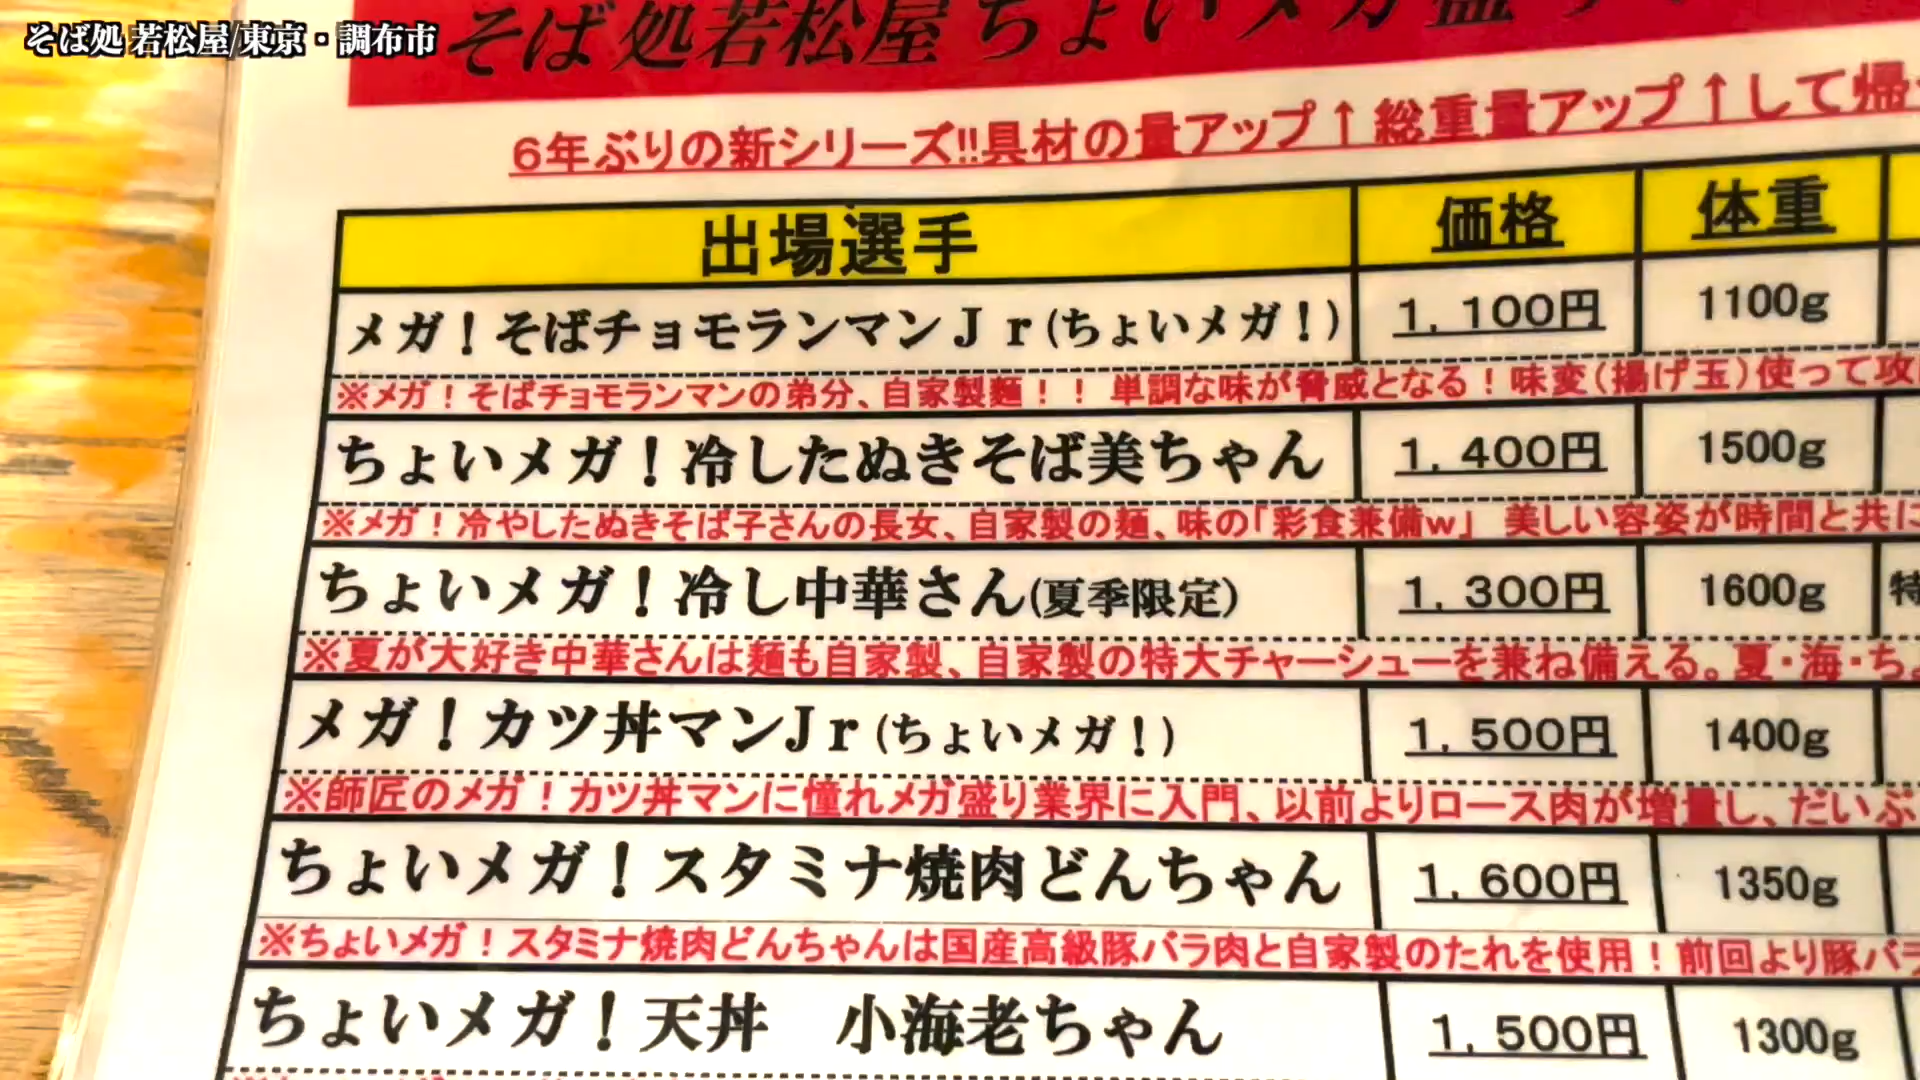 そば処 若松屋/東京・調布市
そば処若松屋 ちょいメガ盛
6年ぶりの新シリーズ!!具材の量アップ↑総重量アップ↑して帰
出場選手 価格 体重
メガ！そばチョモランマンＪｒ(ちょいメガ！) 1,100円 1100g
※メガ！そばチョモランマンの弟分、自家製麺！！ 単調な味が脅威となる！味変(揚げ玉)使って攻
ちょいメガ！冷したぬきそば美ちゃん 1,400円 1500g
※メガ！冷やしたぬきそば子さんの長女、自家製の麺、味の「彩食兼備w」 美しい容姿が時間と共に
ちょいメガ！冷し中華さん(夏季限定) 1,300円 1600g 特
※夏が大好き中華さんは麺も自家製、自家製の特大チャーシューを兼ね備える。夏・海・ちょ
メガ！カツ丼マンJｒ(ちょいメガ！) 1,500円 1400g
※師匠のメガ！カツ丼マンに憧れメガ盛り業界に入門、以前よりロース肉が増量し、だいぶ
ちょいメガ！スタミナ焼肉どんちゃん 1,600円 1350g
※ちょいメガ！スタミナ焼肉どんちゃんは国産高級豚バラ肉と自家製のたれを使用！前回より豚バラ
ちょいメガ！天丼　小海老ちゃん 1,500円 1300g